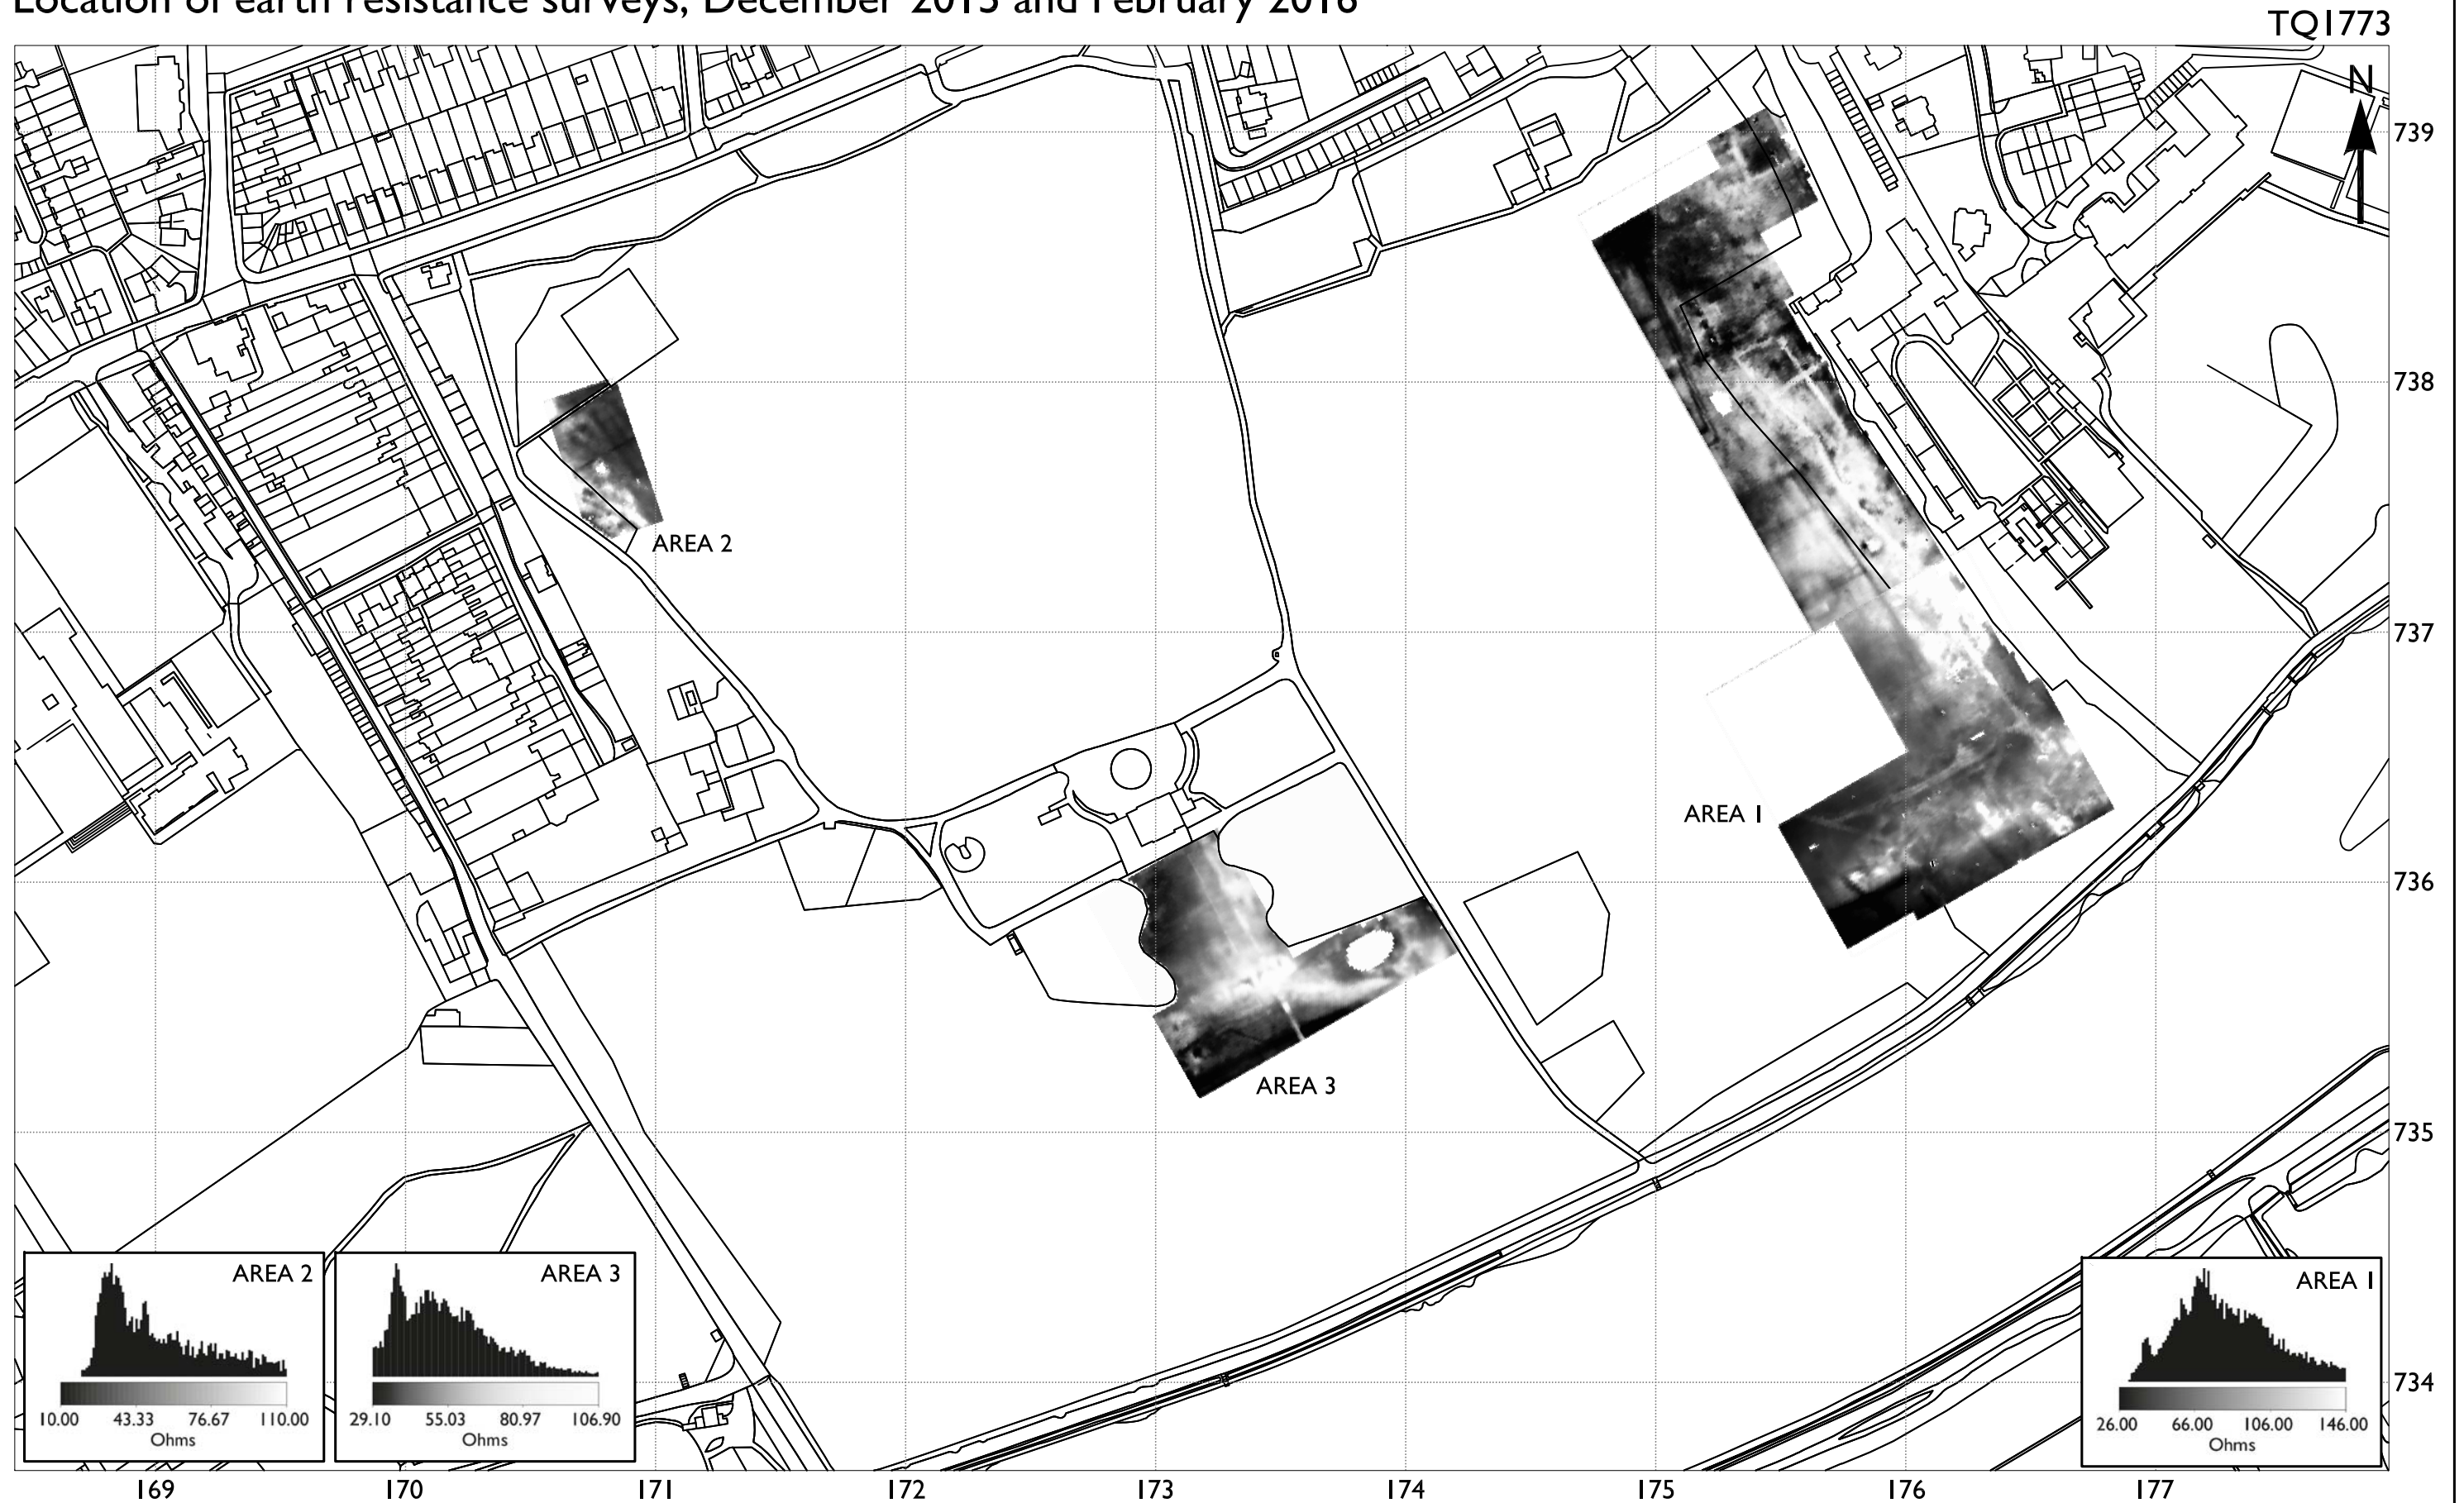 Location of earth resistance surveys, December 2015 and February 2016
TQ1773
N
739
738
AREA 2
737
AREA 1
736
AREA 3
735
AREA 2
AREA 3
AREA 1
734
10.00 43.33 76.67 110.00
Ohms
29.10 55.03 80.97 106.90
Ohms
26.00 66.00 106.00 146.00
Ohms
169 170 171 172 173 174 175 176 177